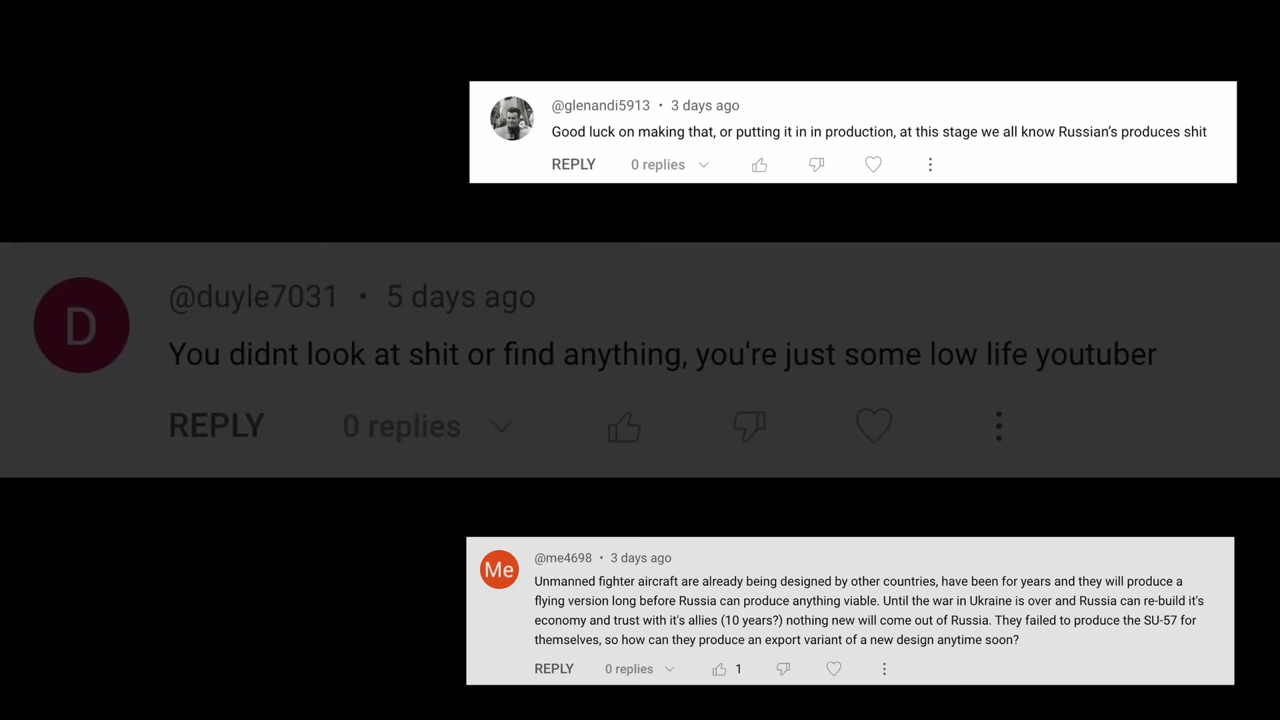 @glenandi5913 • 3 days ago
Good luck on making that, or putting it in in production, at this stage we all know Russian’s produces shit
REPLY 0 replies
D
@duyle7031 • 5 days ago
You didnt look at shit or find anything, you're just some low life youtuber
REPLY 0 replies
Me
@me4698 • 3 days ago
Unmanned fighter aircraft are already being designed by other countries, have been for years and they will produce a
flying version long before Russia can produce anything viable. Until the war in Ukraine is over and Russia can re-build it's
economy and trust with it's allies (10 years?) nothing new will come out of Russia. They failed to produce the SU-57 for
themselves, so how can they produce an export variant of a new design anytime soon?
REPLY 0 replies 1